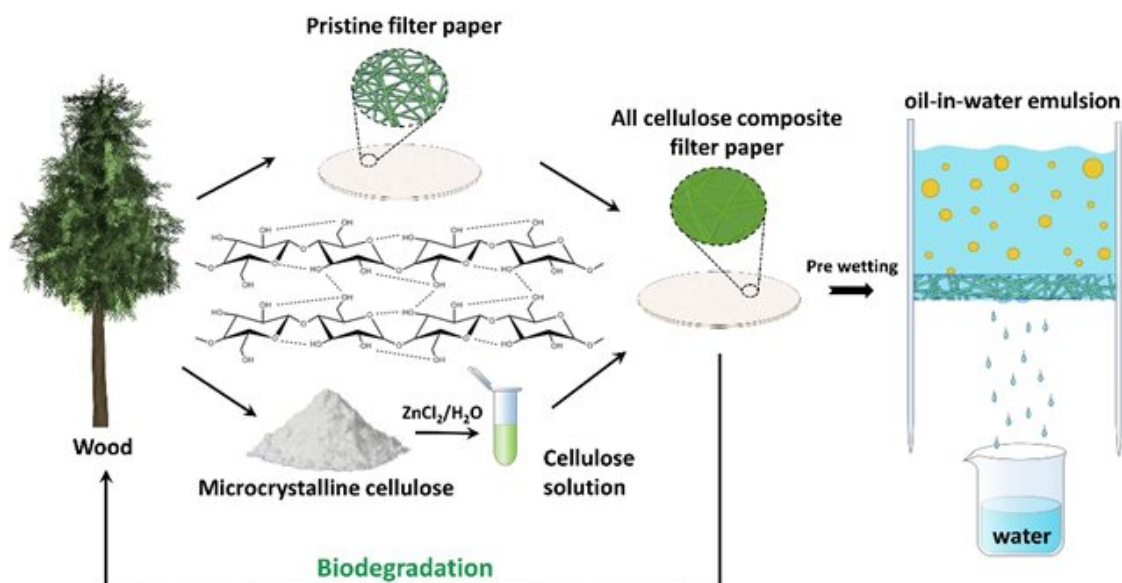 Pristine filter paper
oil-in-water emulsion
All cellulose composite
filter paper
Pre wetting
Wood
ZnCl₂/H₂O
Microcrystalline cellulose
Cellulose
solution
water
Biodegradation